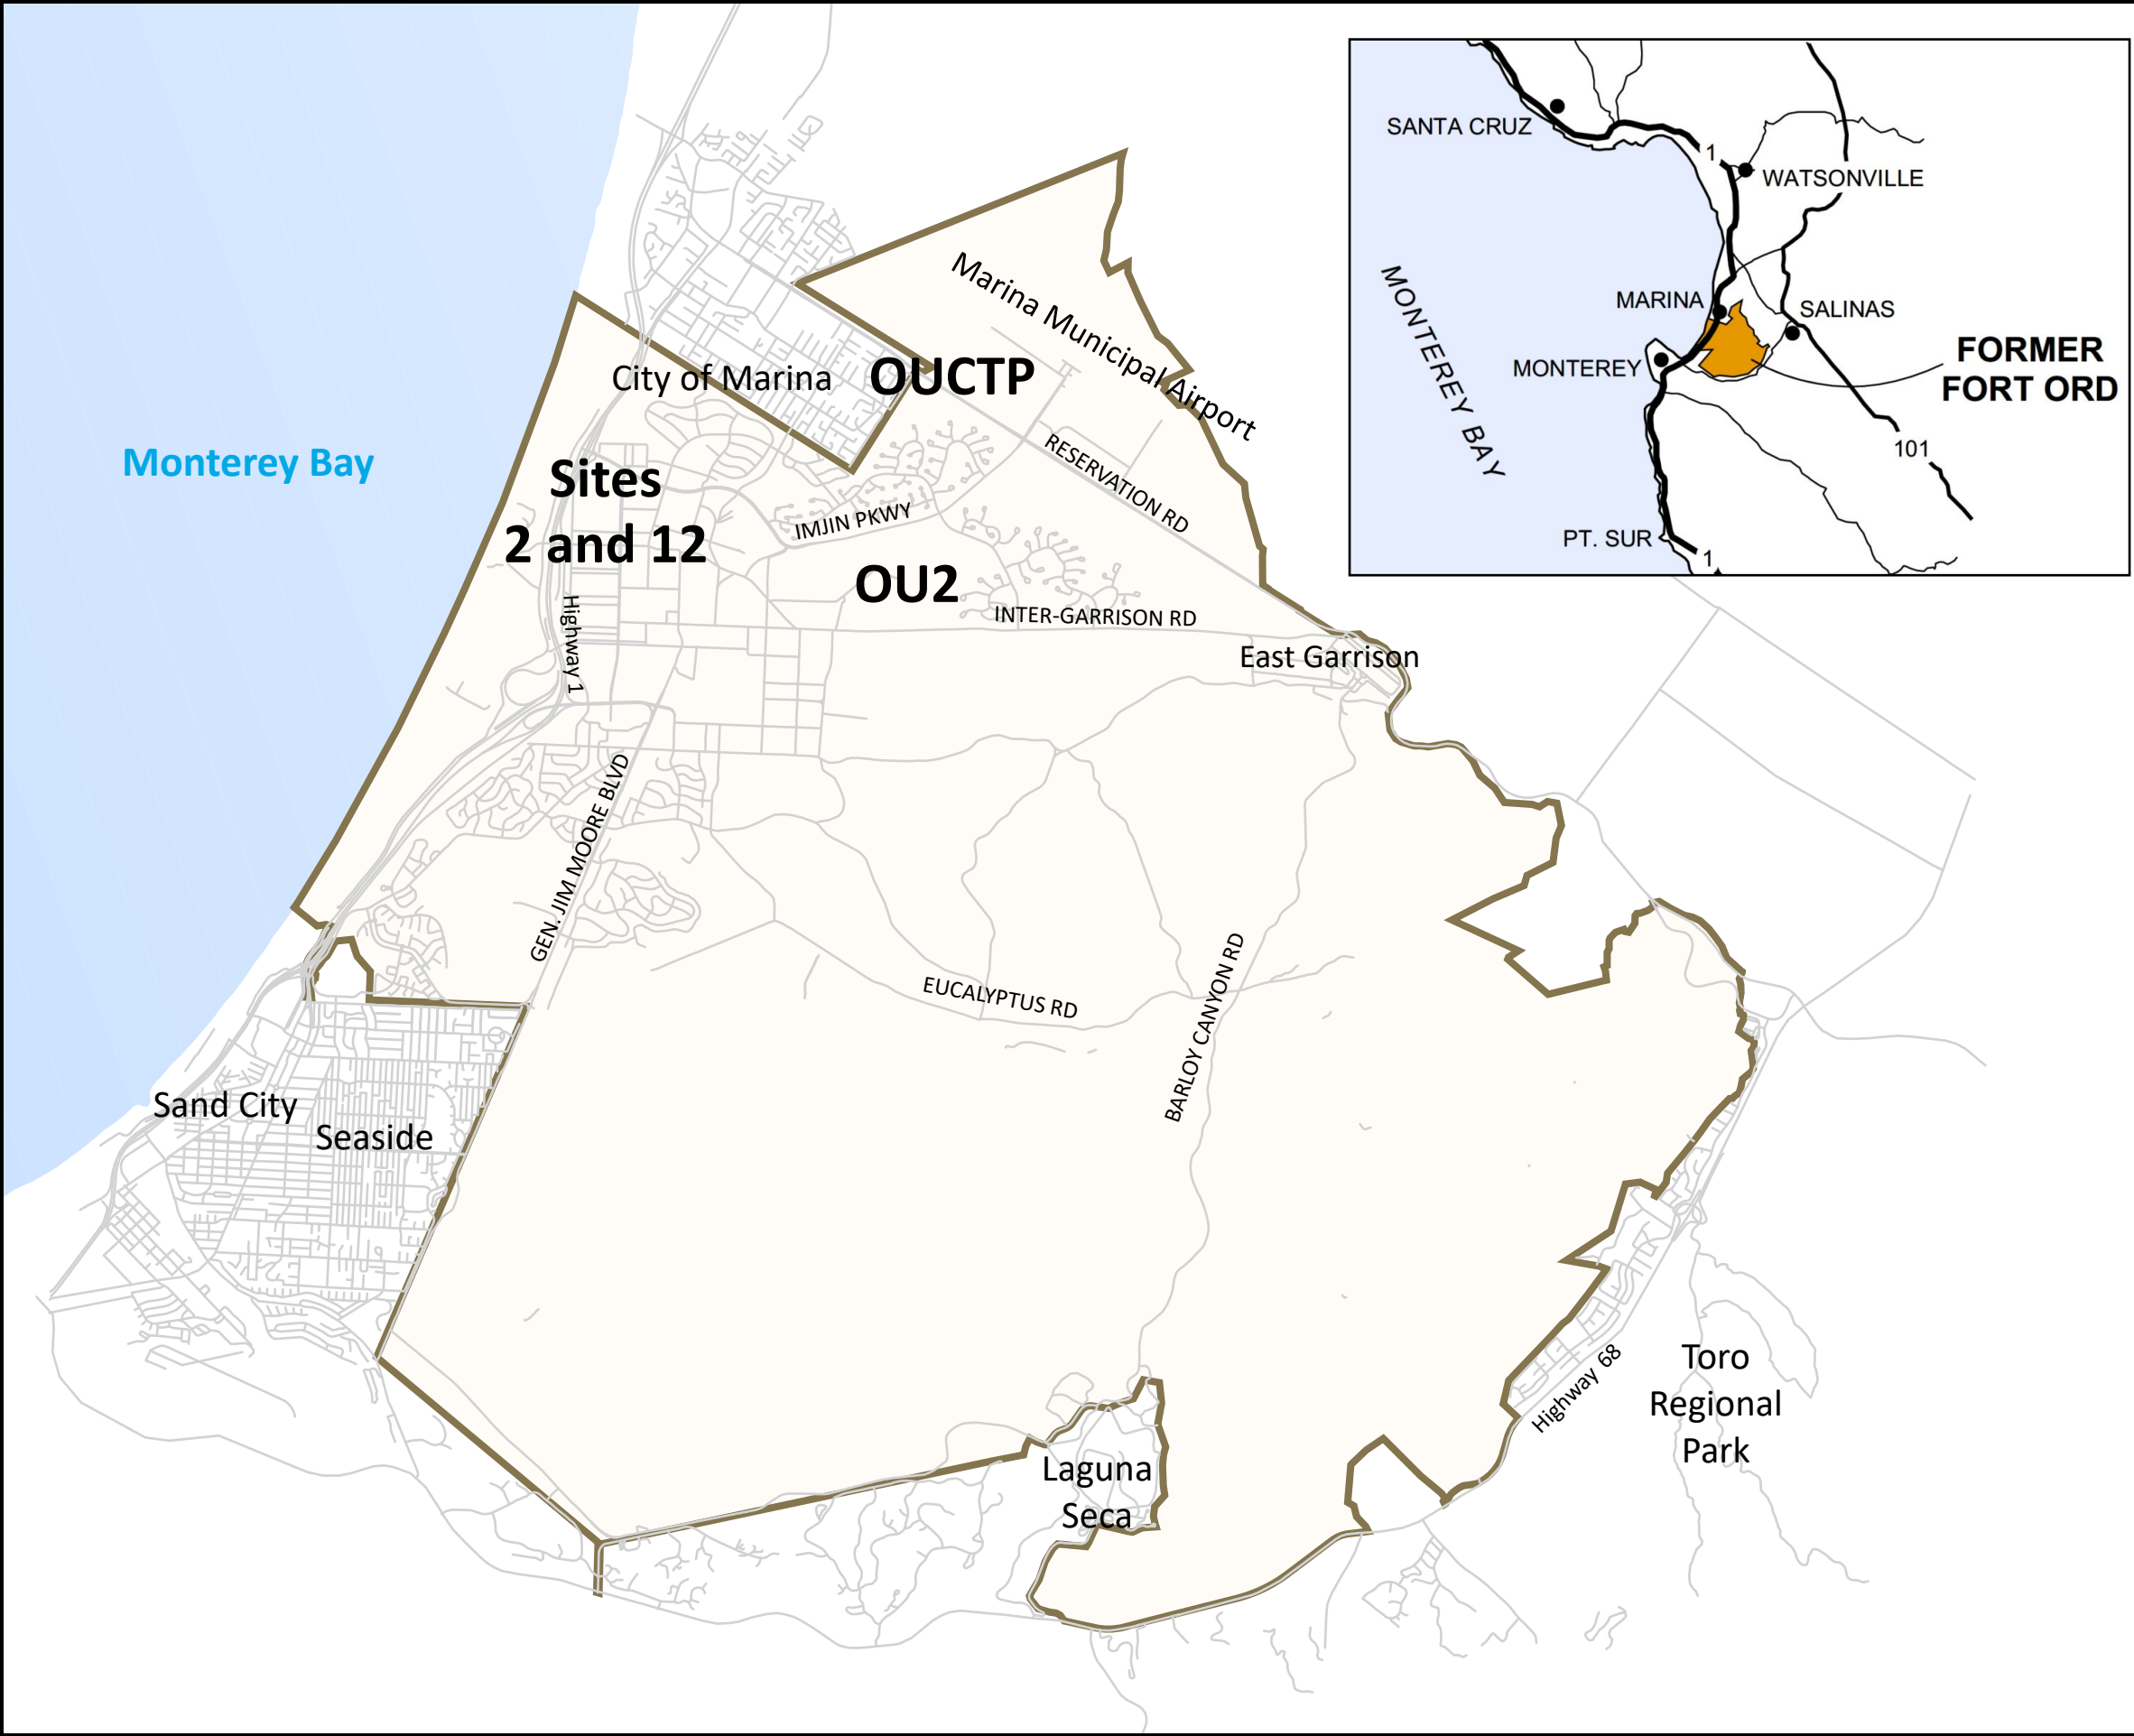 SANTA CRUZ
1
WATSONVILLE
MONTEREY BAY
MARINA
SALINAS
MONTEREY
FORMER
FORT ORD
101
PT. SUR
1
Marina Municipal Airport
City of Marina
OUCTP
Monterey Bay
Sites
2 and 12
RESERVATION RD
IMJIN PKWY
OU2
Highway 1
INTER-GARRISON RD
East Garrison
GEN. JIM MOORE BLVD
EUCALYPTUS RD
BARLOY CANYON RD
Sand City
Seaside
Highway 68
Toro
Regional
Park
Laguna
Seca